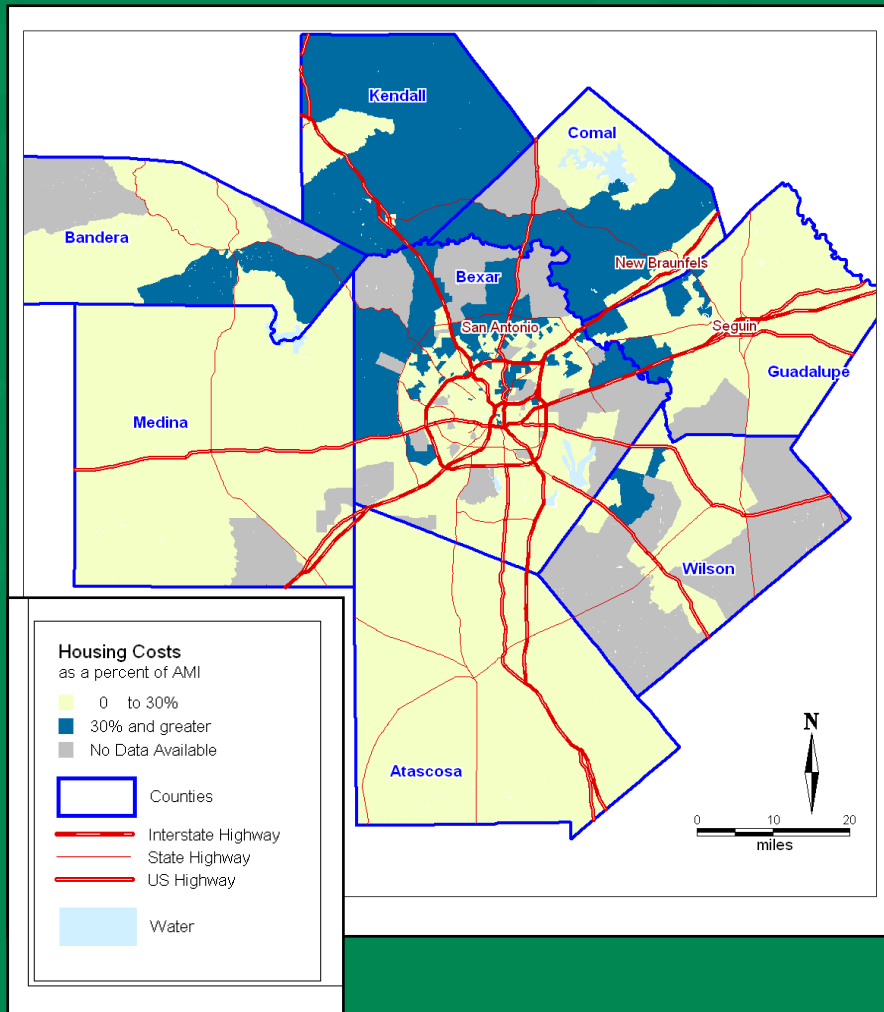 Kendall
Comal
Bandera
New Braunfels
Bexar
San Antonio
Seguin
Guadalupe
Medina
Wilson
Atascosa
Housing Costs
as a percent of AMI
0 to 30%
30% and greater
No Data Available
Counties
Interstate Highway
State Highway
US Highway
Water
N
0 10 20
miles